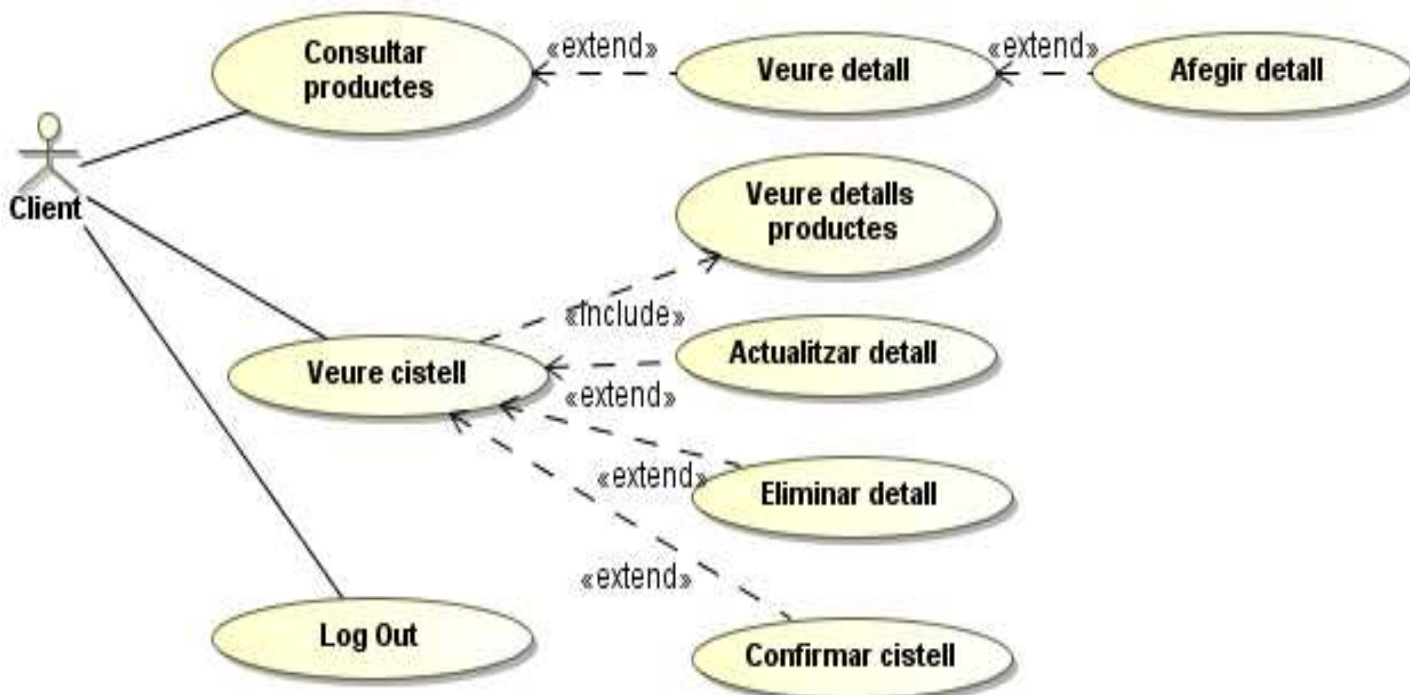 Consultar
productes
«extend»
Veure detall
«extend»
Afegir detall
Client
Veure detalls
productes
«include»
Veure cistell
Actualitzar detall
«extend»
«extend»
Eliminar detall
«extend»
Log Out
Confirmar cistell